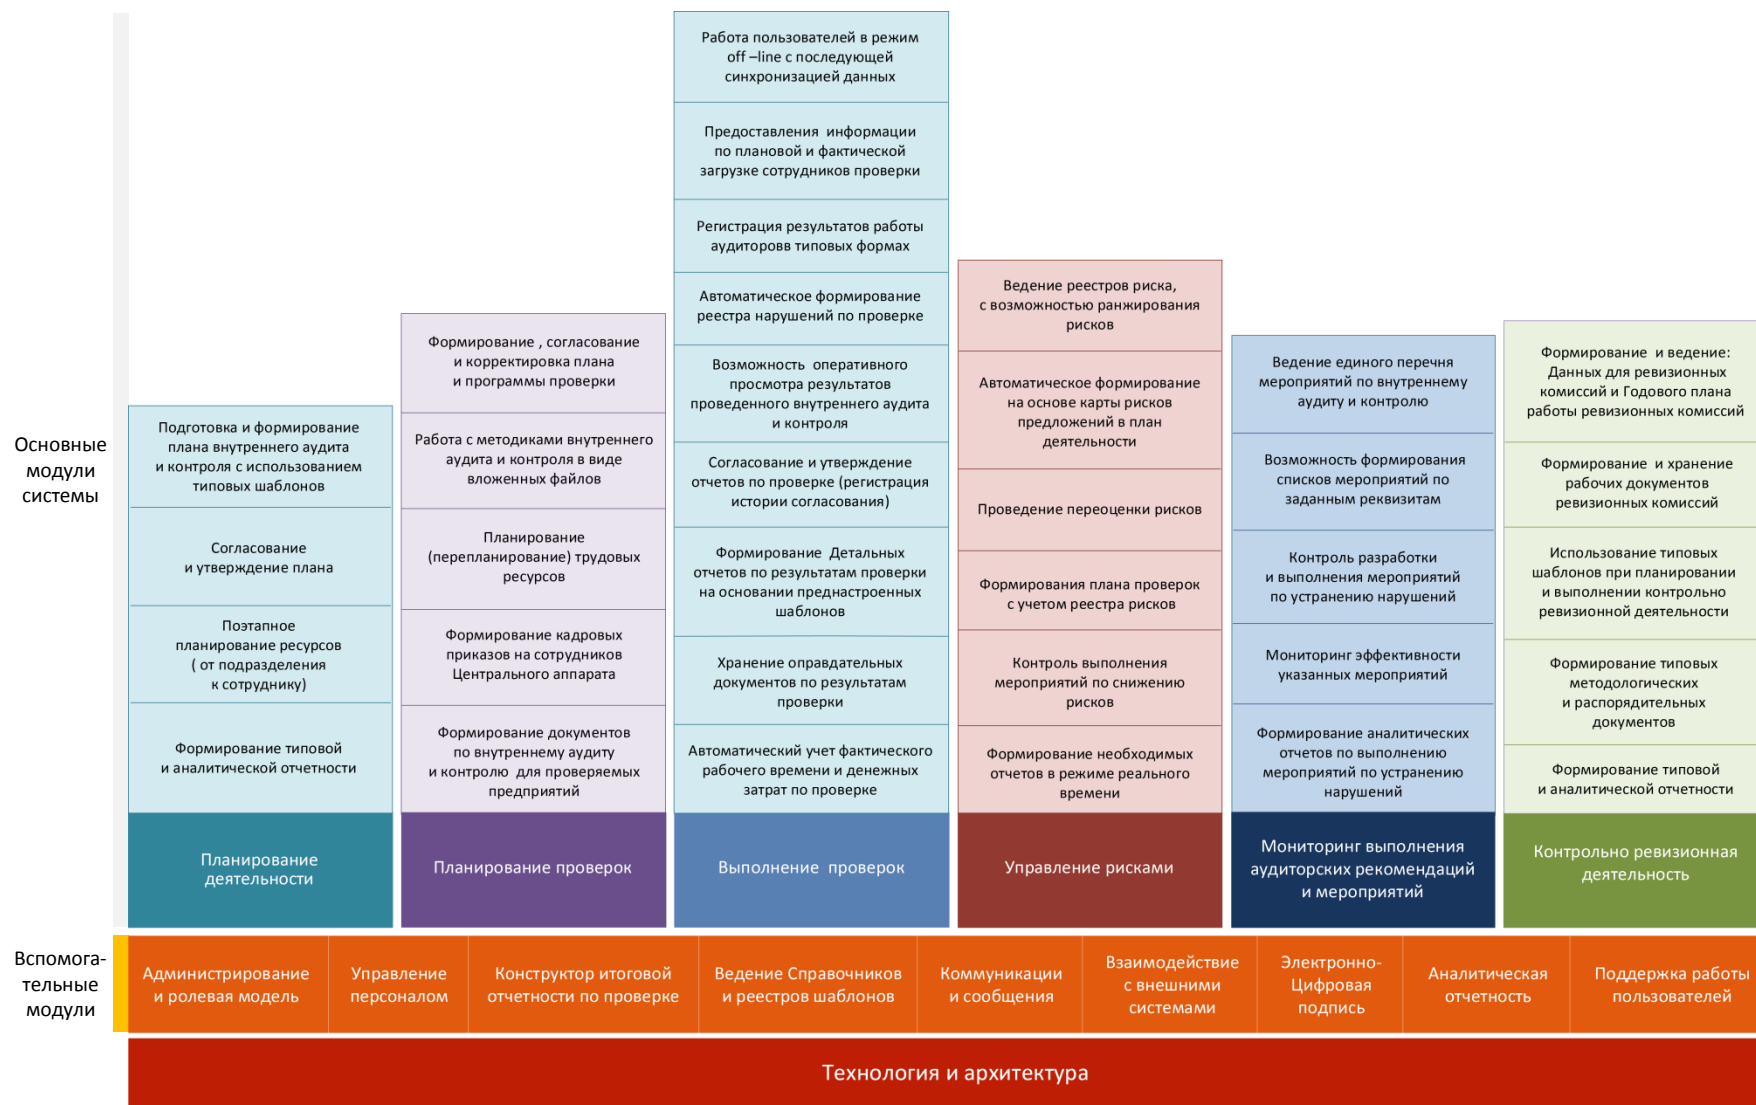 Основные
модули
системы
Подготовка и формирование
плана внутреннего аудита
и контроля с использованием
типовых шаблонов
Согласование
и утверждение плана
Поэтапное
планирование ресурсов
( от подразделения
к сотруднику)
Формирование типовой
и аналитической отчетности
Планирование
деятельности
Формирование , согласование
и корректировка плана
и программы проверки
Работа с методиками внутреннего
аудита и контроля в виде
вложенных файлов
Планирование
(перепланирование) трудовых
ресурсов
Формирование кадровых
приказов на сотрудников
Центрального аппарата
Формирование документов
по внутреннему аудиту
и контролю для проверяемых
предприятий
Планирование проверок
Работа пользователей в режим
off –line с последующей
синхронизацией данных
Предоставления информации
по плановой и фактической
загрузке сотрудников проверки
Регистрация результатов работы
аудиторовв типовых формах
Автоматическое формирование
реестра нарушений по проверке
Возможность оперативного
просмотра результатов
проведенного внутреннего аудита
и контроля
Согласование и утверждение
отчетов по проверке (регистрация
истории согласования)
Формирование Детальных
отчетов по результатам проверки
на основании преднастроенных
шаблонов
Хранение оправдательных
документов по результатам
проверки
Автоматический учет фактического
рабочего времени и денежных
затрат по проверке
Выполнение проверок
Ведение реестров риска,
с возможностью ранжирования
рисков
Автоматическое формирование
на основе карты рисков
предложений в план
деятельности
Проведение переоценки рисков
Формирования плана проверок
с учетом реестра рисков
Контроль выполнения
мероприятий по снижению
рисков
Формирование необходимых
отчетов в режиме реального
времени
Управление рисками
Ведение единого перечня
мероприятий по внутреннему
аудиту и контролю
Возможность формирования
списков мероприятий по
заданным реквизитам
Контроль разработки
и выполнения мероприятий
по устранению нарушений
Мониторинг эффективности
указанных мероприятий
Формирование аналитических
отчетов по выполнению
мероприятий по устранению
нарушений
Мониторинг выполнения
аудиторских рекомендаций
и мероприятий
Формирование и ведение:
Данных для ревизионных
комиссий и Годового плана
работы ревизионных комиссий
Формирование и хранение
рабочих документов
ревизионных комиссий
Использование типовых
шаблонов при планировании
и выполнении контрольно
ревизионной деятельности
Формирование типовых
методологических
и распорядительных
документов
Формирование типовой
и аналитической отчетности
Контрольно ревизионная
деятельность
Вспомога-
тельные
модули
Администрирование
и ролевая модель
Управление
персоналом
Конструктор итоговой
отчетности по проверке
Ведение Справочников
и реестров шаблонов
Коммуникации
и сообщения
Взаимодействие
с внешними
системами
Электронно-
Цифровая
подпись
Аналитическая
отчетность
Поддержка работы
пользователей
Технология и архитектура